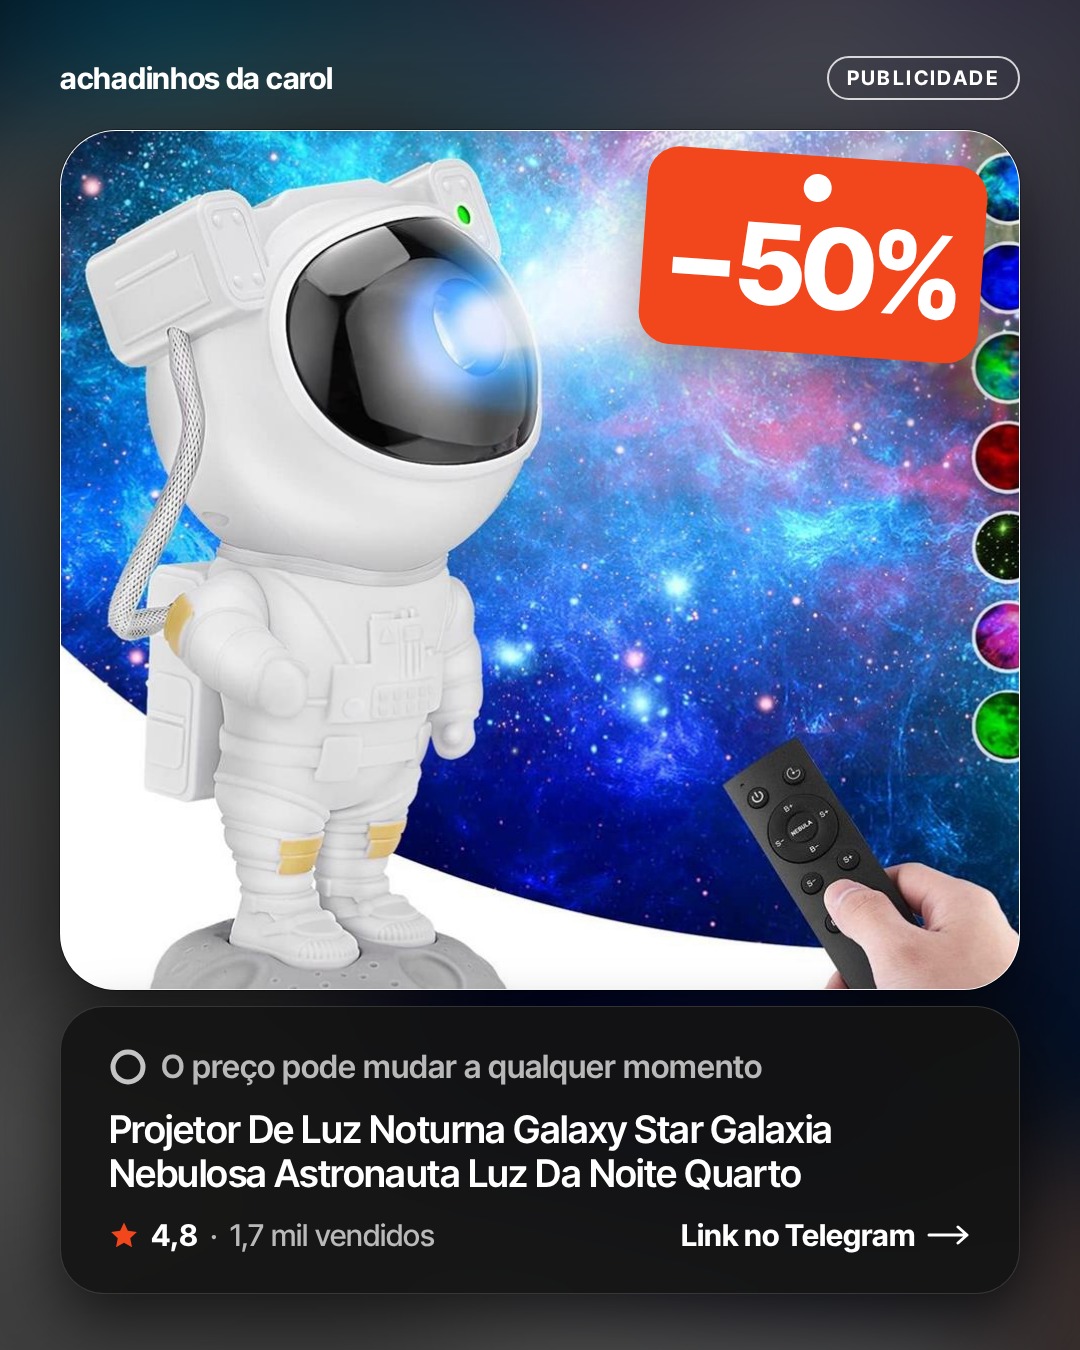 achadinhos da carol
PUBLICIDADE
–50%
B+
S+
NEBULA
S–
B–
S+
S–
O preço pode mudar a qualquer momento
Projetor De Luz Noturna Galaxy Star Galaxia
Nebulosa Astronauta Luz Da Noite Quarto
4,8 · 1,7 mil vendidos
Link no Telegram